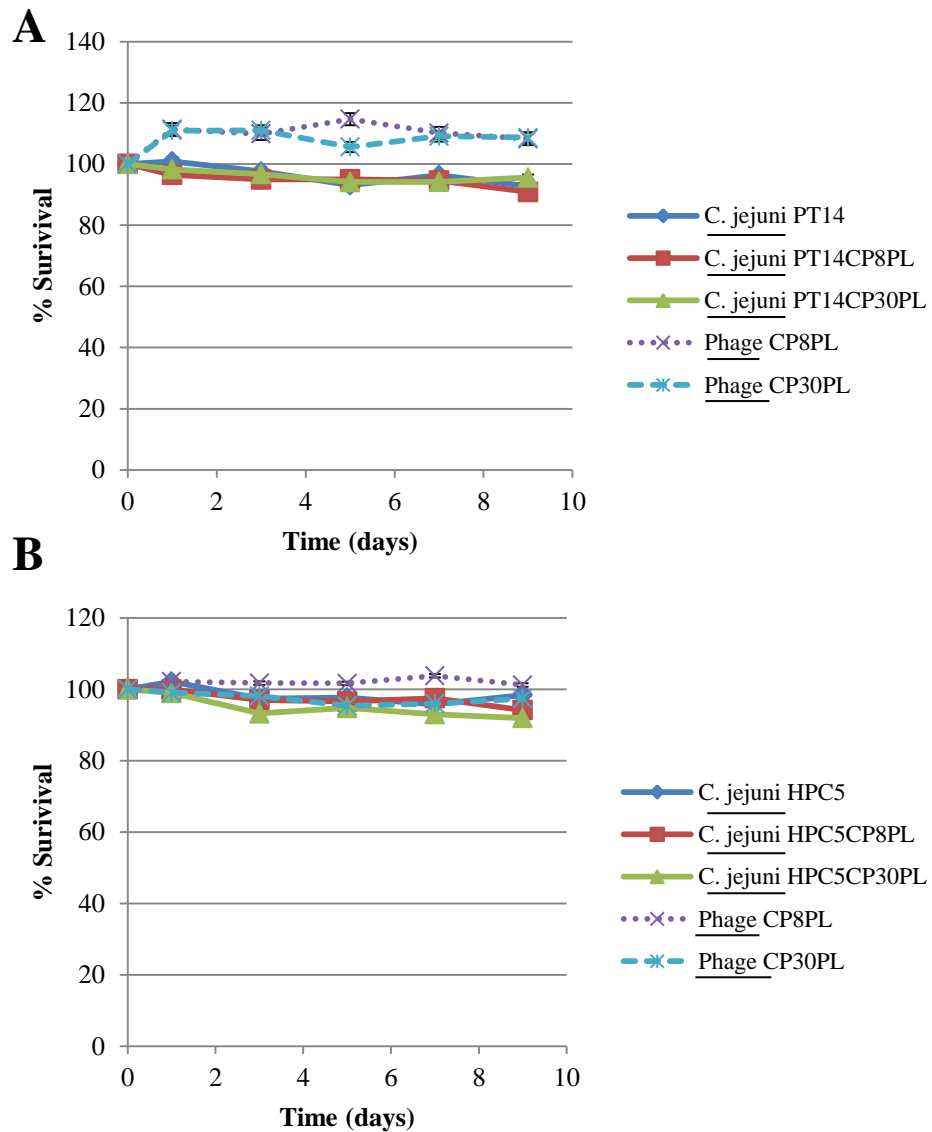 A
140
120
100
80
60
40
20
0
% Surivival
0 2 4 6 8 10
Time (days)
C. jejuni PT14
C. jejuni PT14CP8PL
C. jejuni PT14CP30PL
Phage CP8PL
Phage CP30PL
B
120
100
80
60
40
20
0
% Surivival
0 2 4 6 8 10
Time (days)
C. jejuni HPC5
C. jejuni HPC5CP8PL
C. jejuni HPC5CP30PL
Phage CP8PL
Phage CP30PL